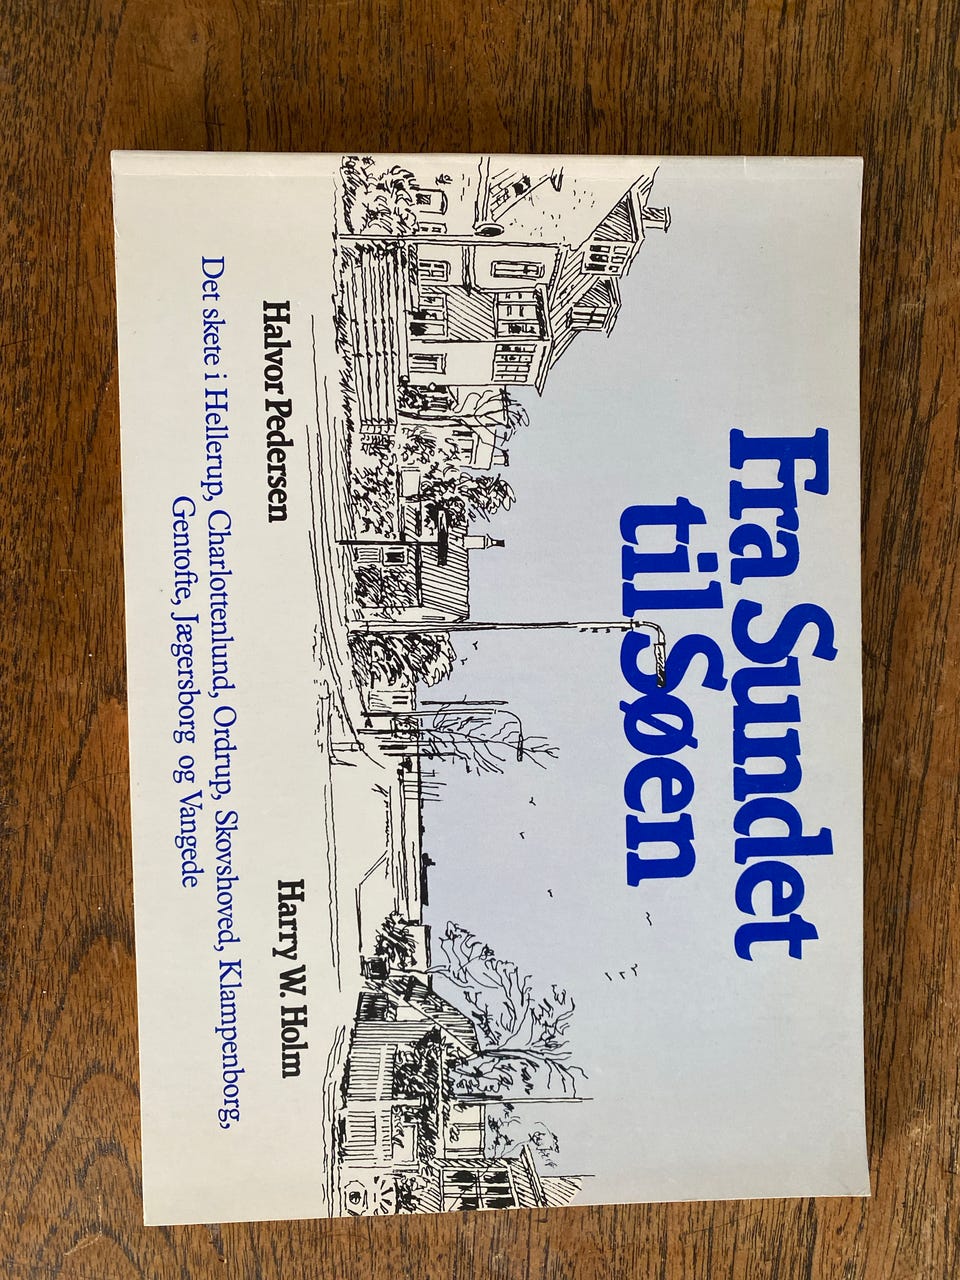 Fra Sundet
til Søen
Halvor Pedersen
Harry W. Holm
Det skete i Hellerup, Charlottenlund, Ordrup, Skovshoved, Klampenborg,
Gentofte, Jægersborg og Vangede